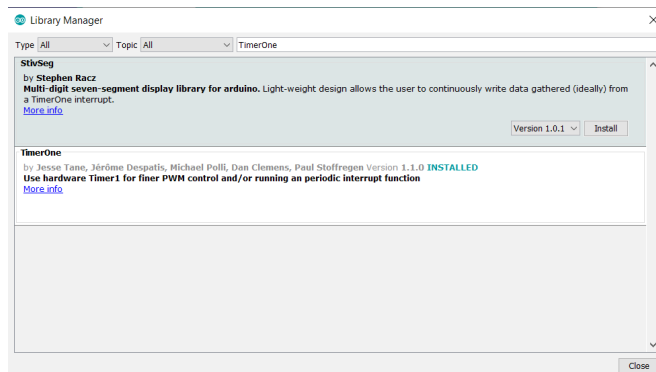 Library Manager
Type All Topic All TimerOne
StivSeg
by Stephen Racz
Multi-digit seven-segment display library for arduino. Light-weight design allows the user to continuously write data gathered (ideally) from
a TimerOne interrupt.
More info
Version 1.0.1 Install
TimerOne
by Jesse Tane, Jérôme Despatis, Michael Polli, Dan Clemens, Paul Stoffregen Version 1.1.0 INSTALLED
Use hardware Timer1 for finer PWM control and/or running an periodic interrupt function
More info
Close